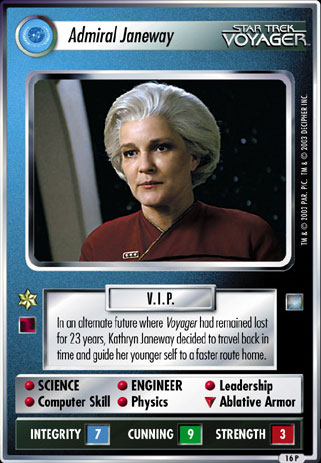 Admiral Janeway
STAR TREK
VOYAGER™
™ & © 2003 PAR. PIC. ™ & © 2003 DECIPHER INC.
V.I.P.
In an alternate future where Voyager had remained lost
for 23 years, Kathryn Janeway decided to travel back in
time and guide her younger self to a faster route home.
SCIENCE ENGINEER Leadership
Computer Skill Physics Ablative Armor
INTEGRITY 7 CUNNING 9 STRENGTH 3
16 P